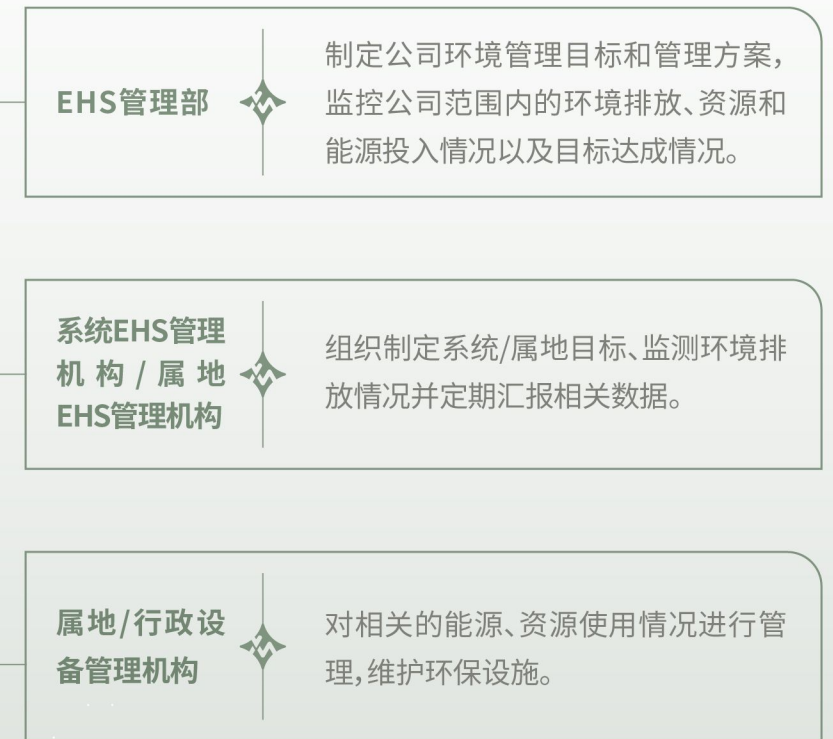 EHS管理部
制定公司环境管理目标和管理方案，
监控公司范围内的环境排放、资源和
能源投入情况以及目标达成情况。
系统EHS管理
机构/属地
EHS管理机构
组织制定系统/属地目标、监测环境排
放情况并定期汇报相关数据。
属地/行政设
备管理机构
对相关的能源、资源使用情况进行管
理，维护环保设施。